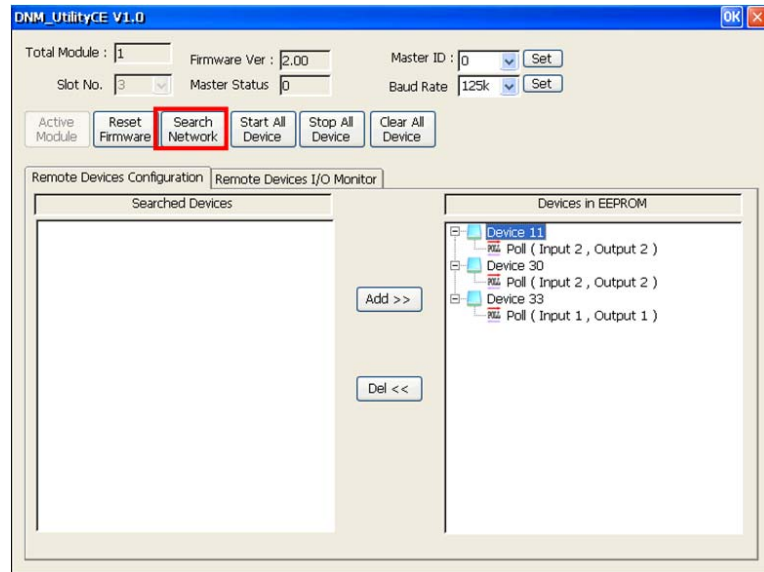 DNM_UtilityCE V1.0 OK
Total Module : 1 Firmware Ver : 2.00 Master ID : 0 Set
Slot No. 3 Master Status 0 Baud Rate 125k Set
Active Module Reset Firmware Search Network Start All Device Stop All Device Clear All Device
Remote Devices Configuration Remote Devices I/O Monitor
Searched Devices Devices in EEPROM
Device 11
POLL Poll ( Input 2 , Output 2 )
Device 30
POLL Poll ( Input 2 , Output 2 )
Device 33
POLL Poll ( Input 1 , Output 1 )
Add >>
Del <<